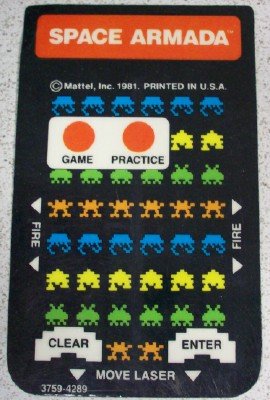 SPACE ARMADA™
©Mattel, Inc. 1981. PRINTED IN U.S.A.
GAME PRACTICE
FIRE FIRE
CLEAR ENTER
MOVE LASER
3759-4289